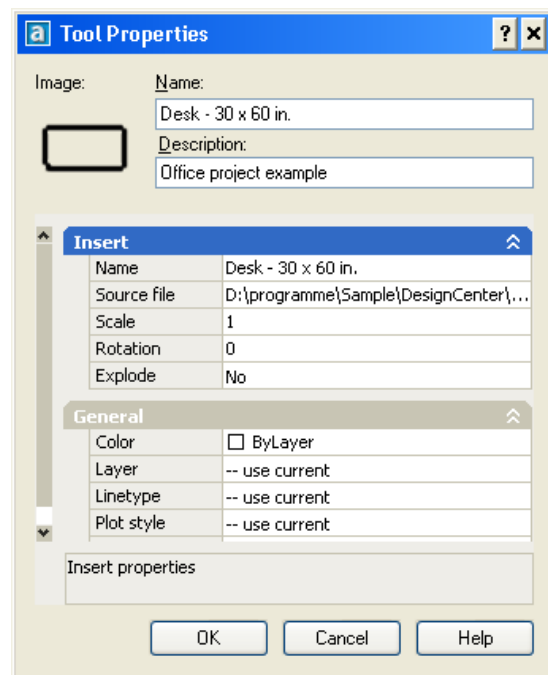 a Tool Properties ?
Image: Name:
Desk - 30 x 60 in.
Description:
Office project example
Insert
Name Desk - 30 x 60 in.
Source file D:\programme\Sample\DesignCenter\...
Scale 1
Rotation 0
Explode No
General
Color ByLayer
Layer -- use current
Linetype -- use current
Plot style -- use current
Insert properties
OK Cancel Help